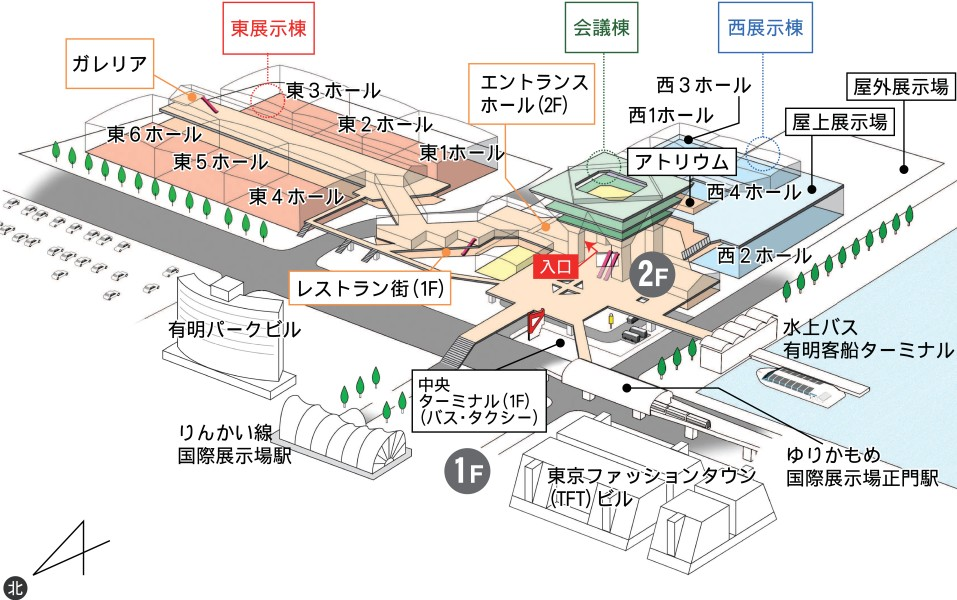 東展示棟
会議棟
西展示棟
ガレリア
エントランス
ホール(2F)
西3ホール
屋外展示場
東3ホール
西1ホール
屋上展示場
東2ホール
東6ホール
東1ホール
東5ホール
アトリウム
西4ホール
東4ホール
西2ホール
入口
2F
レストラン街(1F)
有明パークビル
水上バス
有明客船ターミナル
中央
ターミナル(1F)
(バス・タクシー)
りんかい線
国際展示場駅
1F
東京ファッションタウン
(TFT)ビル
ゆりかもめ
国際展示場正門駅
北